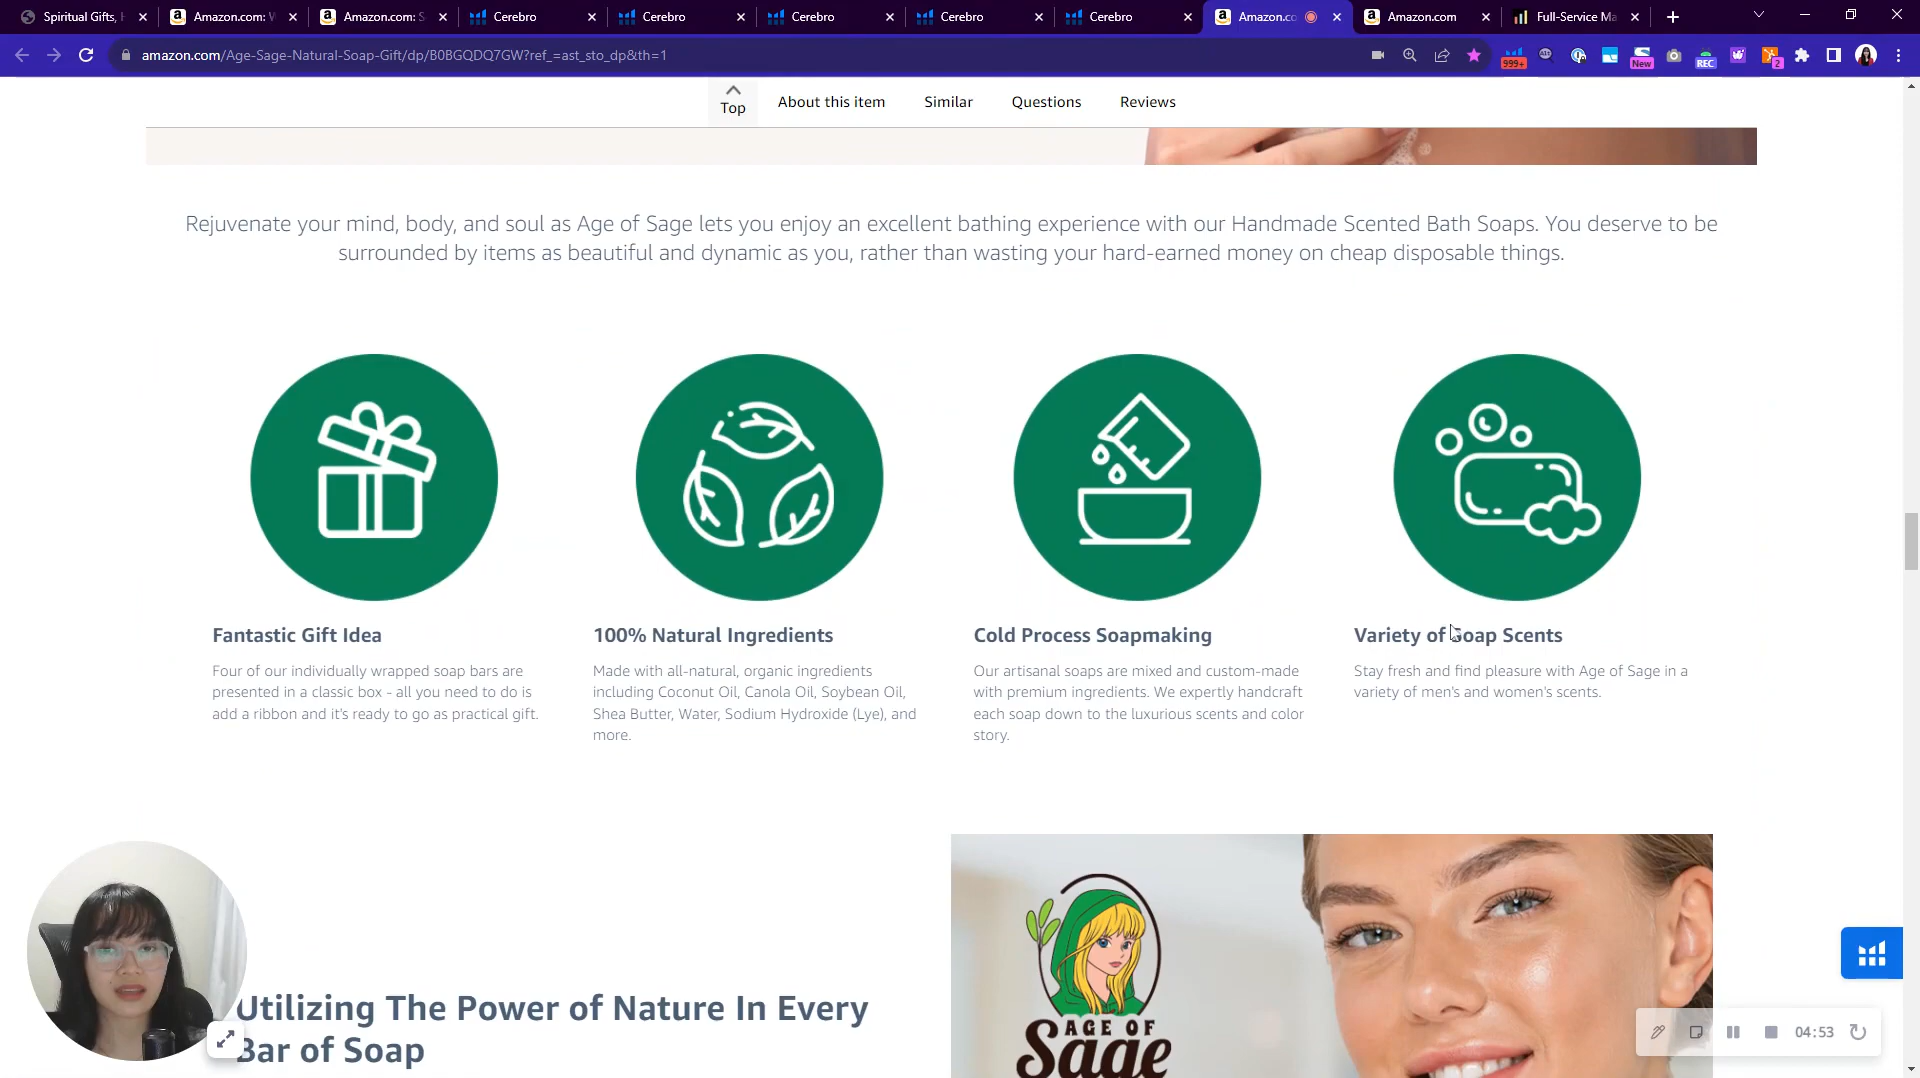 Spiritual Gifts, H
Amazon.com: W
Amazon.com: S
Cerebro
Cerebro
Cerebro
Cerebro
Cerebro
Amazon.co
Amazon.com
Full-Service Ma
amazon.com/Age-Sage-Natural-Soap-Gift/dp/B0BGQDQ7GW?ref_=ast_sto_dp&th=1
999+
New
REC
2
Top
About this item
Similar
Questions
Reviews
Rejuvenate your mind, body, and soul as Age of Sage lets you enjoy an excellent bathing experience with our Handmade Scented Bath Soaps. You deserve to be
surrounded by items as beautiful and dynamic as you, rather than wasting your hard-earned money on cheap disposable things.
Fantastic Gift Idea
Four of our individually wrapped soap bars are
presented in a classic box - all you need to do is
add a ribbon and it's ready to go as practical gift.
100% Natural Ingredients
Made with all-natural, organic ingredients
including Coconut Oil, Canola Oil, Soybean Oil,
Shea Butter, Water, Sodium Hydroxide (Lye), and
more.
Cold Process Soapmaking
Our artisanal soaps are mixed and custom-made
with premium ingredients. We expertly handcraft
each soap down to the luxurious scents and color
story.
Variety of Soap Scents
Stay fresh and find pleasure with Age of Sage in a
variety of men's and women's scents.
Utilizing The Power of Nature In Every
Bar of Soap
AGE OF
Sage
04:53